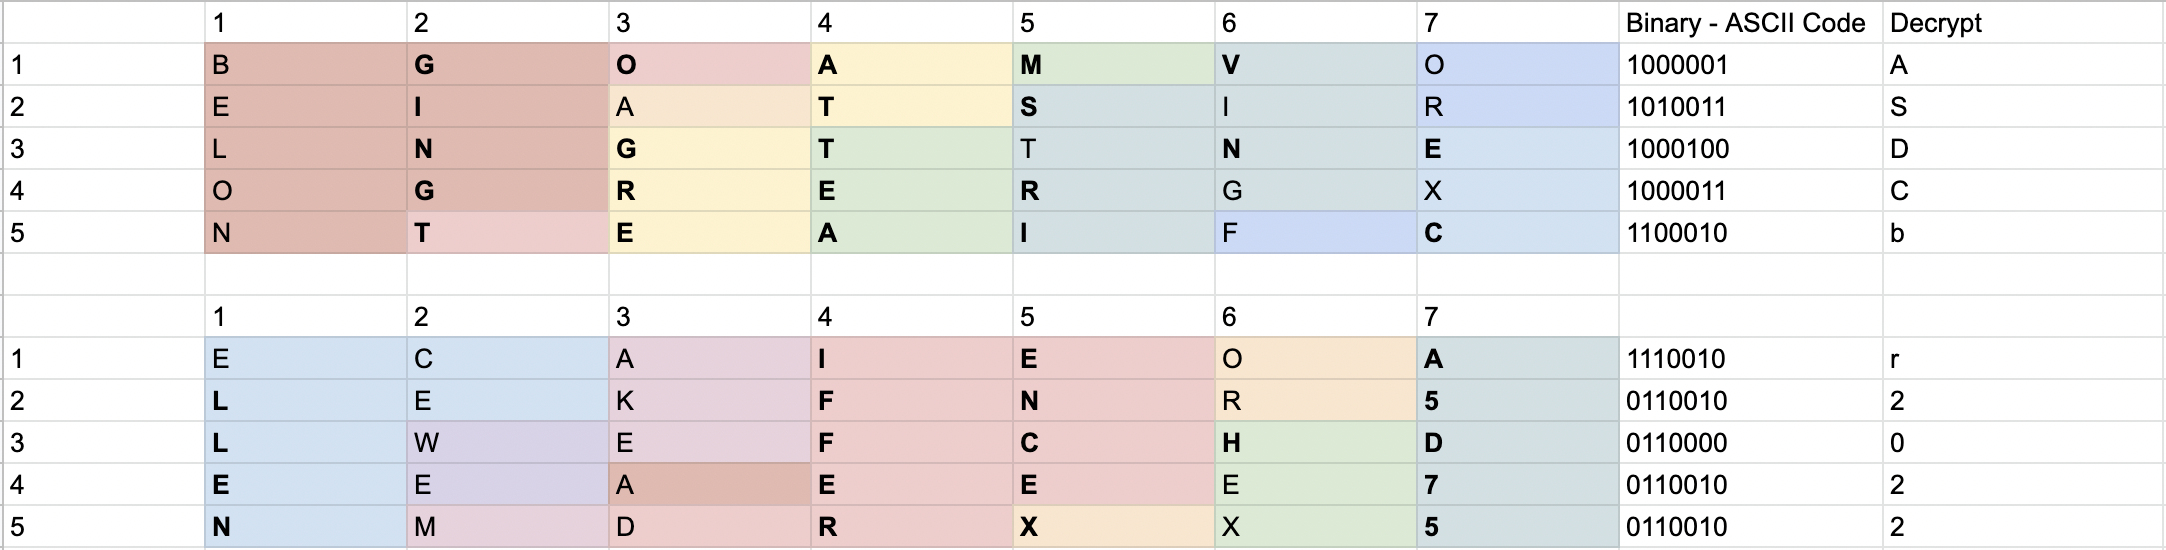 1 2 3 4 5 6 7 Binary - ASCII Code Decrypt
1 B G O A M V O 1000001 A
2 E I A T S I R 1010011 S
3 L N G T T N E 1000100 D
4 O G R E R G X 1000011 C
5 N T E A I F C 1100010 b
1 2 3 4 5 6 7
1 E C A I E O A 1110010 r
2 L E K F N R 5 0110010 2
3 L W E F C H D 0110000 0
4 E E A E E E 7 0110010 2
5 N M D R X X 5 0110010 2